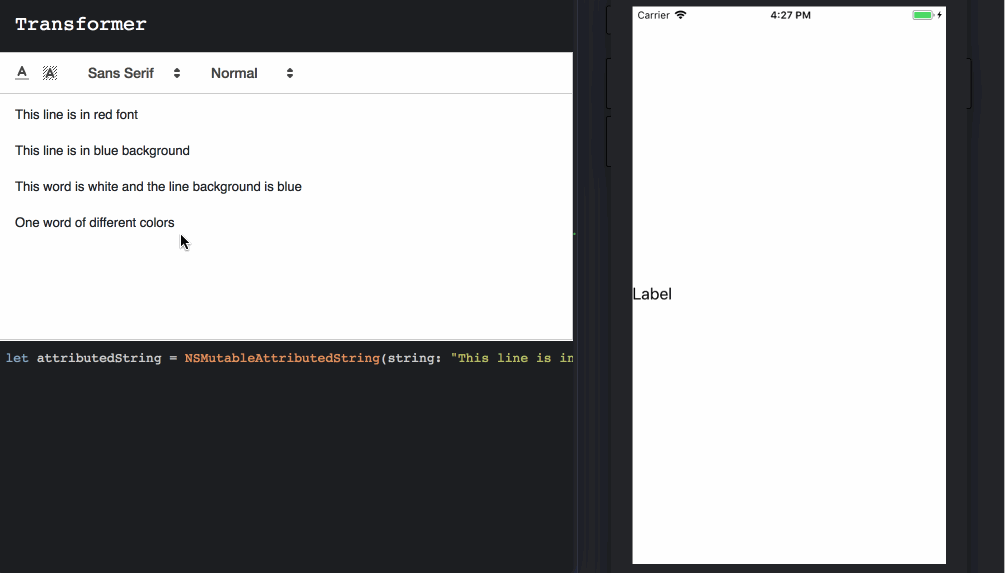 Transformer
A A Sans Serif Normal
This line is in red font
This line is in blue background
This word is white and the line background is blue
One word of different colors
let attributedString = NSMutableAttributedString(string: "This line is in
Carrier 4:27 PM
Label